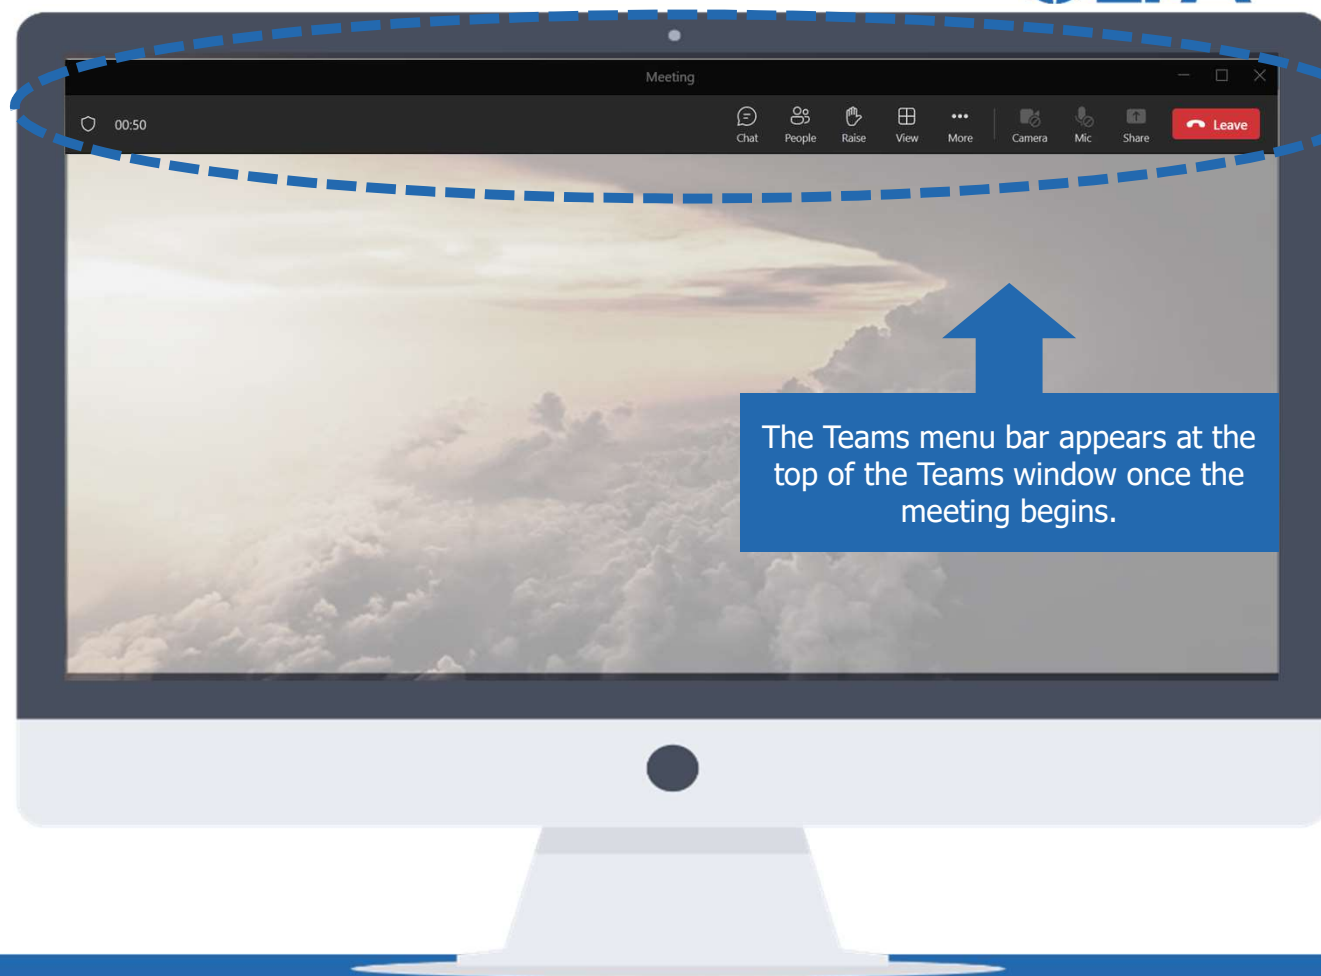 Meeting
00:50
Chat People Raise View More Camera Mic Share Leave
The Teams menu bar appears at the
top of the Teams window once the
meeting begins.